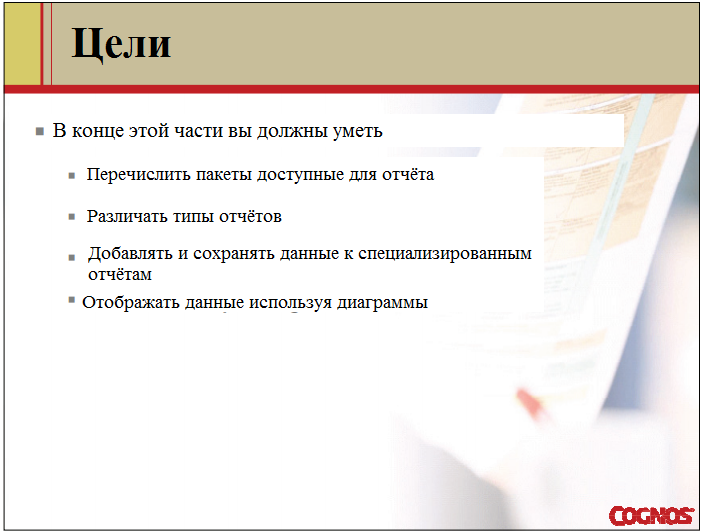 Цели
В конце этой части вы должны уметь
Перечислить пакеты доступные для отчёта
Различать типы отчётов
Добавлять и сохранять данные к специализированным
отчётам
Отображать данные используя диаграммы
COGNOS